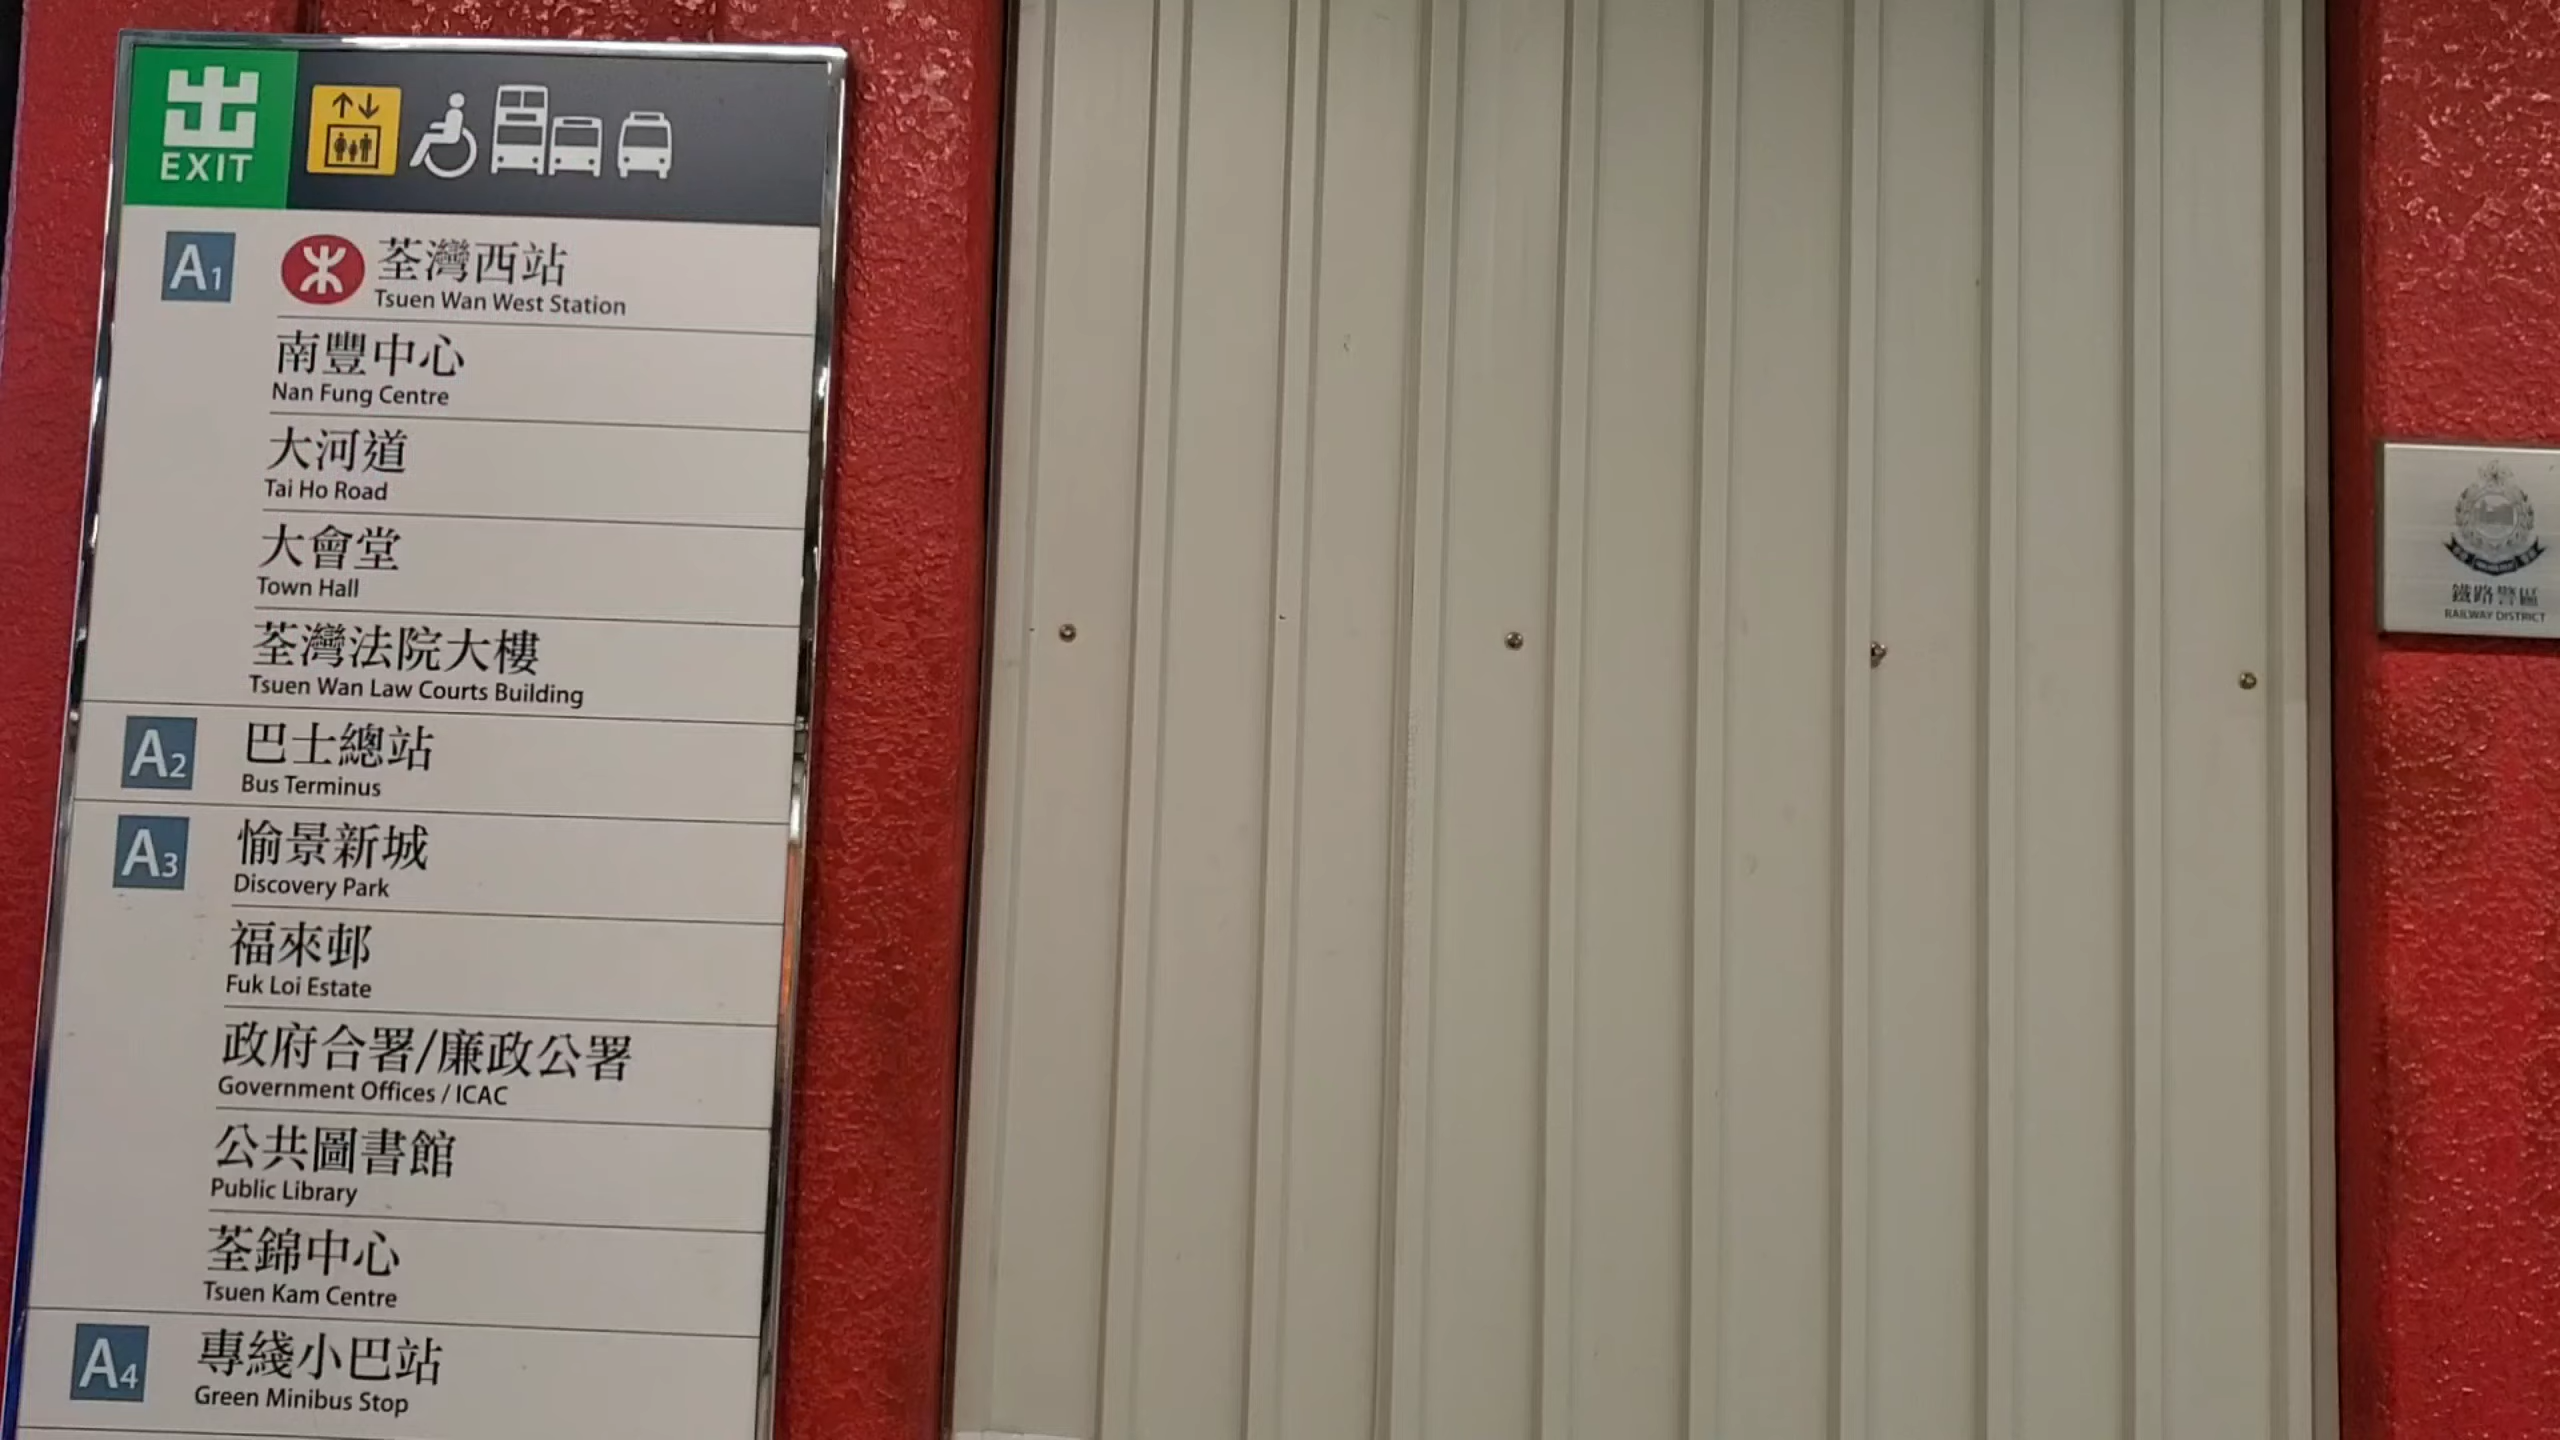 出
EXIT
A1
荃灣西站
Tsuen Wan West Station
南豐中心
Nan Fung Centre
大河道
Tai Ho Road
大會堂
Town Hall
荃灣法院大樓
Tsuen Wan Law Courts Building
A2
巴士總站
Bus Terminus
A3
愉景新城
Discovery Park
福來邨
Fuk Loi Estate
政府合署/廉政公署
Government Offices / ICAC
公共圖書館
Public Library
荃錦中心
Tsuen Kam Centre
A4
專綫小巴站
Green Minibus Stop
鐵路警區
RAILWAY DISTRICT